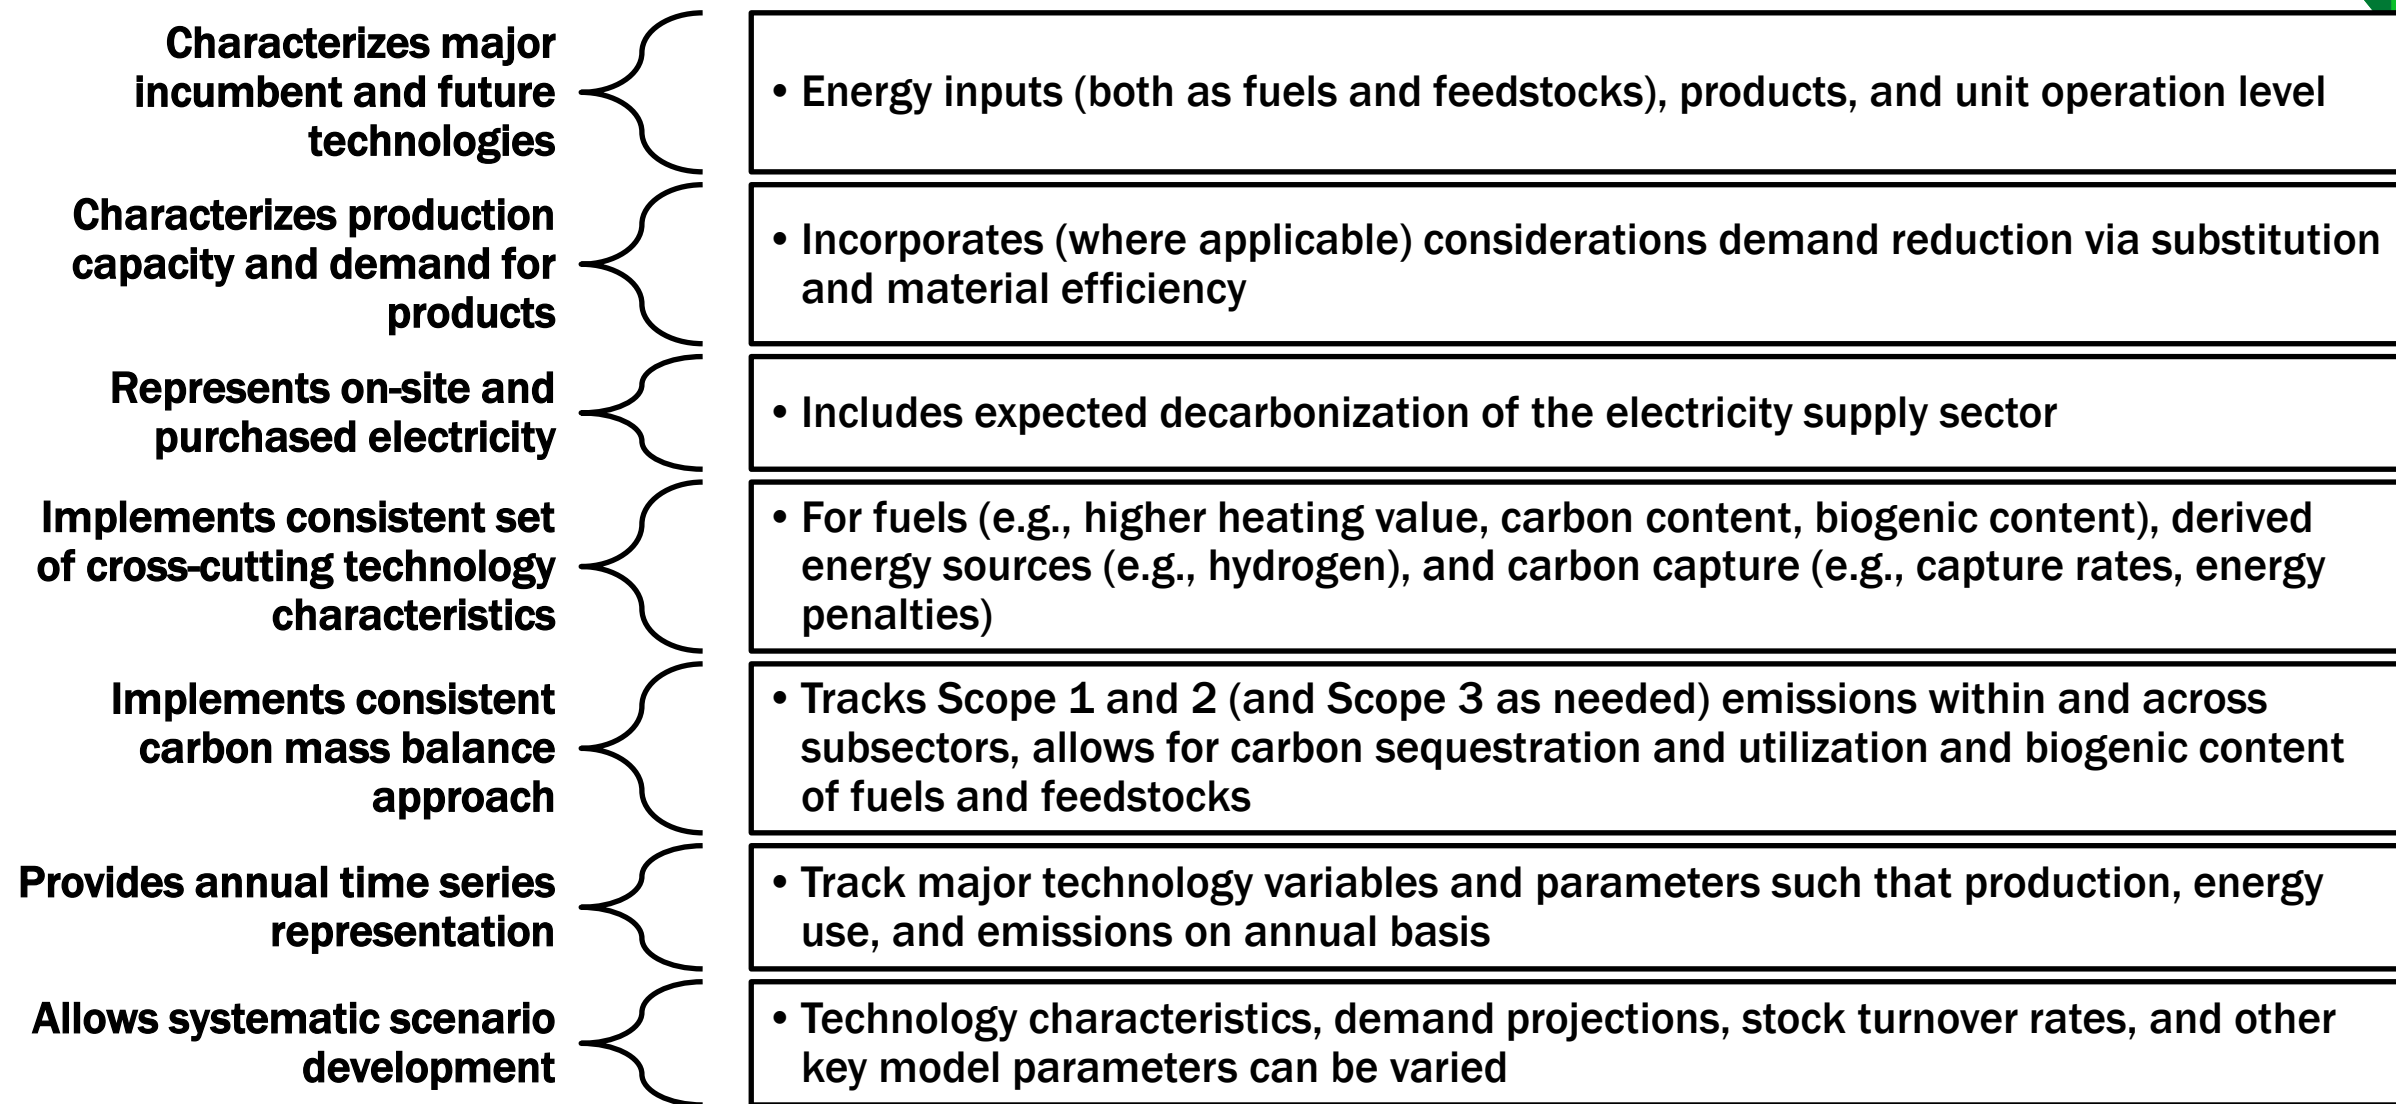 Characterizes major
incumbent and future
technologies
• Energy inputs (both as fuels and feedstocks), products, and unit operation level
Characterizes production
capacity and demand for
products
• Incorporates (where applicable) considerations demand reduction via substitution
and material efficiency
Represents on-site and
purchased electricity
• Includes expected decarbonization of the electricity supply sector
Implements consistent set
of cross-cutting technology
characteristics
• For fuels (e.g., higher heating value, carbon content, biogenic content), derived
energy sources (e.g., hydrogen), and carbon capture (e.g., capture rates, energy
penalties)
Implements consistent
carbon mass balance
approach
• Tracks Scope 1 and 2 (and Scope 3 as needed) emissions within and across
subsectors, allows for carbon sequestration and utilization and biogenic content
of fuels and feedstocks
Provides annual time series
representation
• Track major technology variables and parameters such that production, energy
use, and emissions on annual basis
Allows systematic scenario
development
• Technology characteristics, demand projections, stock turnover rates, and other
key model parameters can be varied